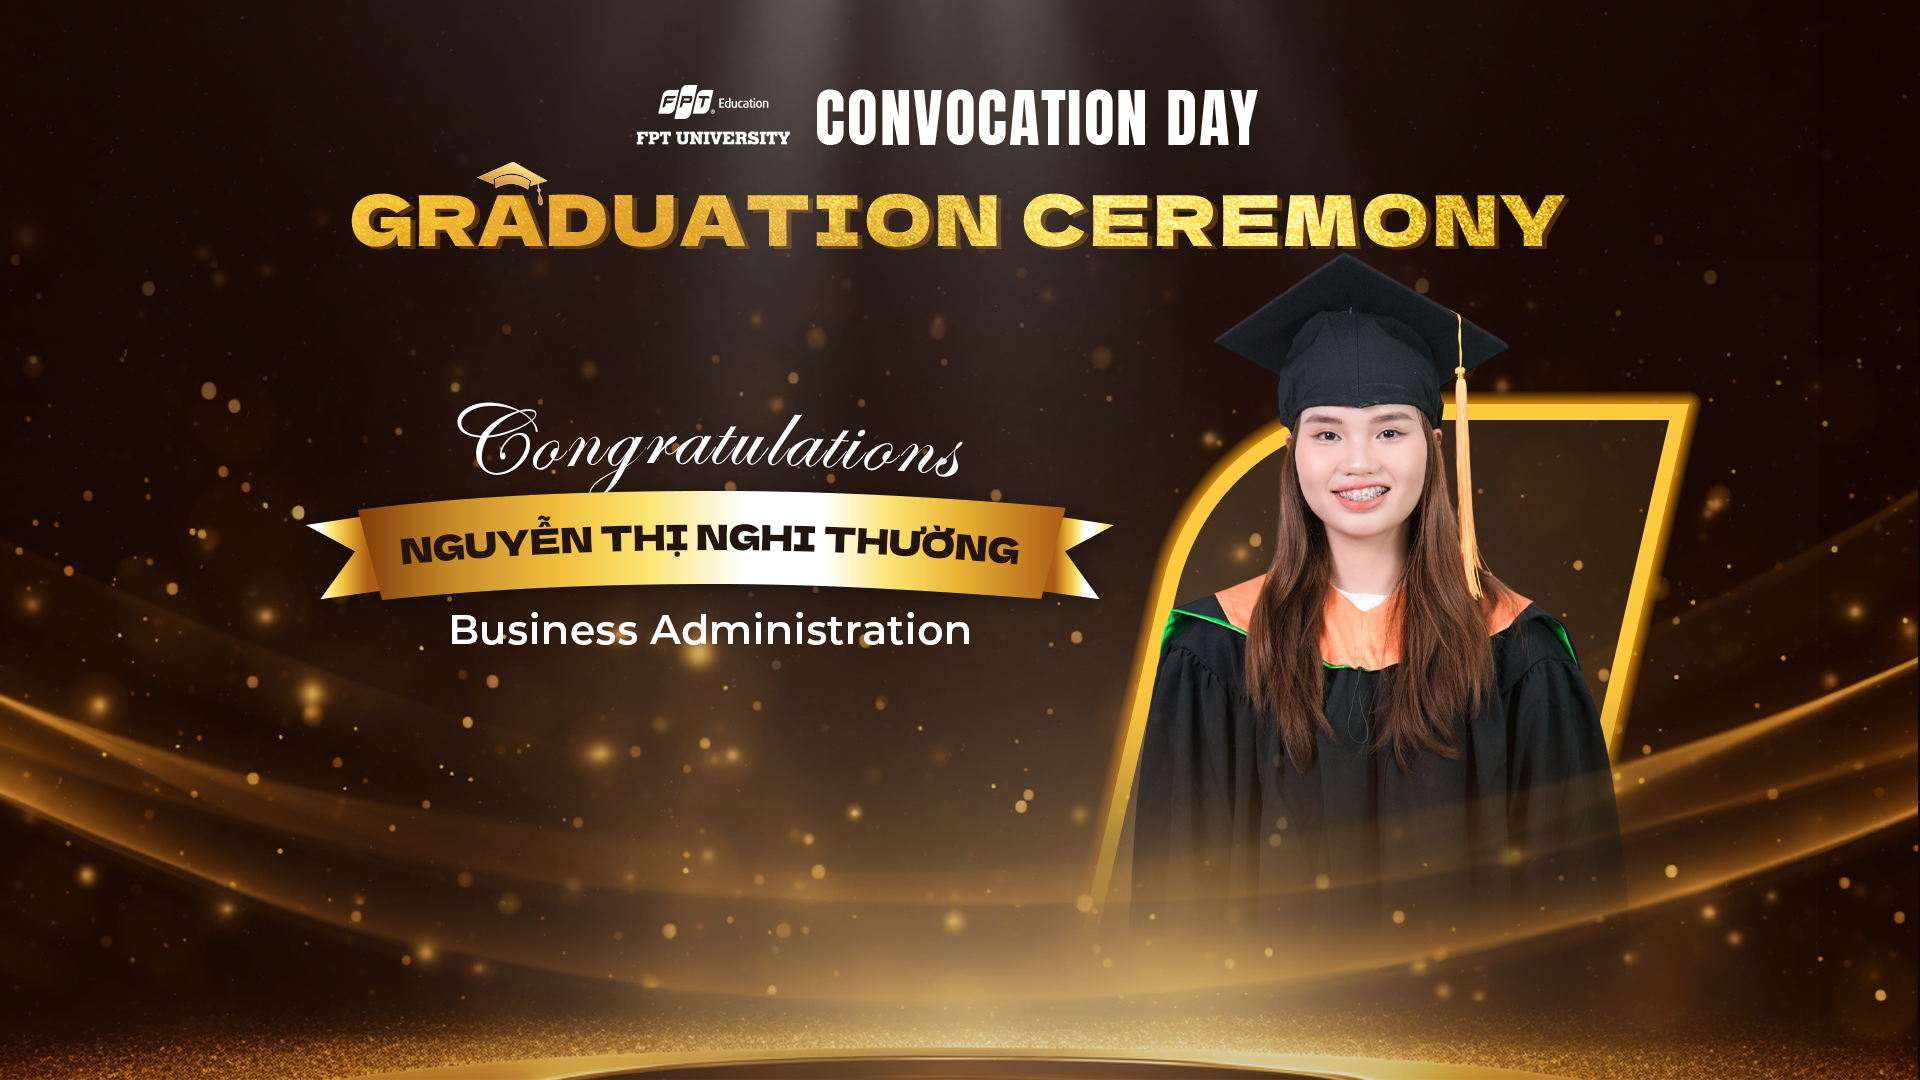 FPT Education
FPT UNIVERSITY
CONVOCATION DAY
GRADUATION CEREMONY
Congratulations
NGUYỄN THỊ NGHI THƯỜNG
Business Administration